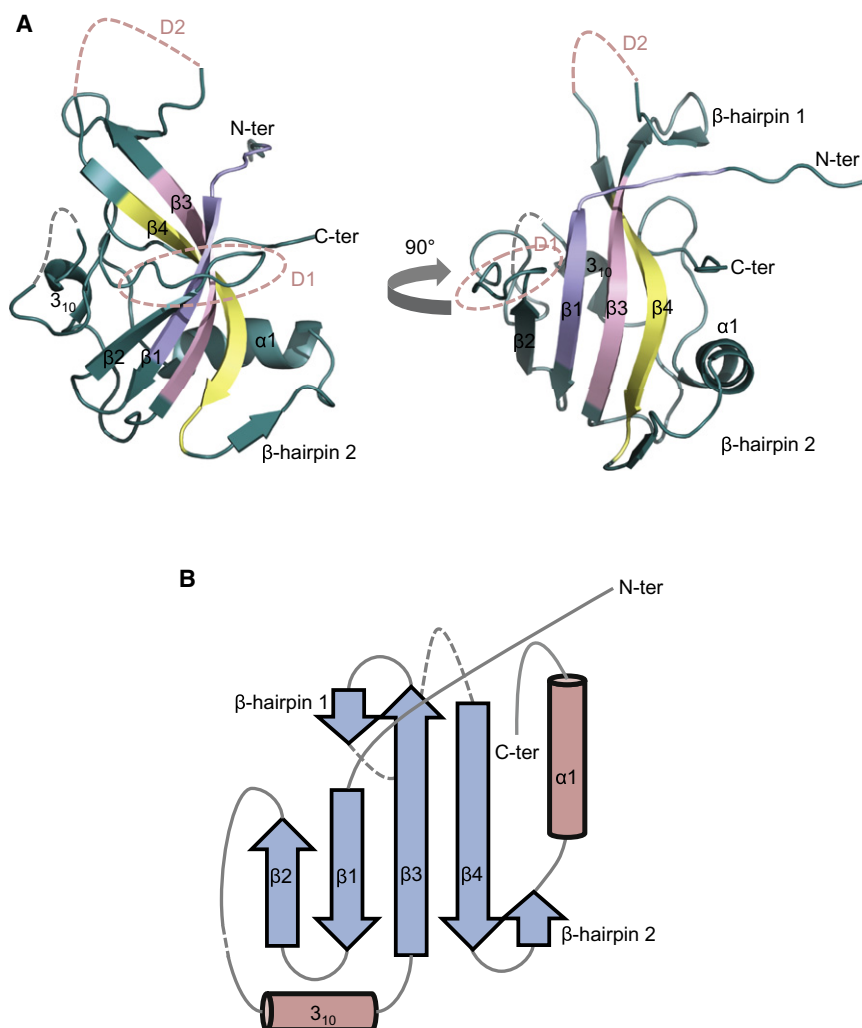 A
D2
N-ter
β3
β4
C-ter
D1
3₁₀
β2
β1
α1
β-hairpin 2
90°
D2
β-hairpin 1
N-ter
D1
3₁₀
C-ter
β1
β3
β4
β2
α1
β-hairpin 2
B
N-ter
β-hairpin 1
C-ter
α1
β2
β1
β3
β4
β-hairpin 2
3₁₀